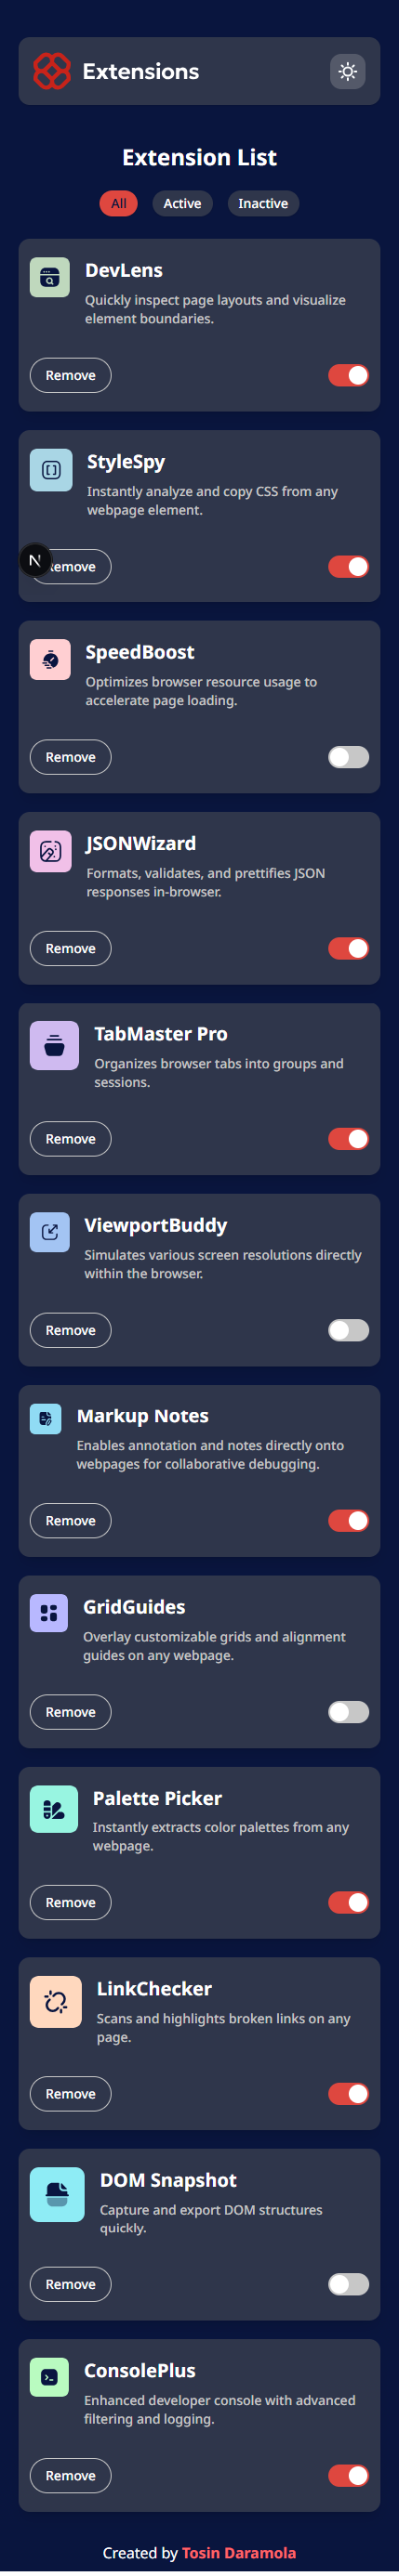 Extensions
Extension List
All Active Inactive
DevLens
Quickly inspect page layouts and visualize
element boundaries.
Remove
StyleSpy
Instantly analyze and copy CSS from any
webpage element.
N emove
SpeedBoost
Optimizes browser resource usage to
accelerate page loading.
Remove
JSONWizard
Formats, validates, and prettifies JSON
responses in-browser.
Remove
TabMaster Pro
Organizes browser tabs into groups and
sessions.
Remove
ViewportBuddy
Simulates various screen resolutions directly
within the browser.
Remove
Markup Notes
Enables annotation and notes directly onto
webpages for collaborative debugging.
Remove
GridGuides
Overlay customizable grids and alignment
guides on any webpage.
Remove
Palette Picker
Instantly extracts color palettes from any
webpage.
Remove
LinkChecker
Scans and highlights broken links on any
page.
Remove
DOM Snapshot
Capture and export DOM structures
quickly.
Remove
ConsolePlus
Enhanced developer console with advanced
filtering and logging.
Remove
Created by Tosin Daramola